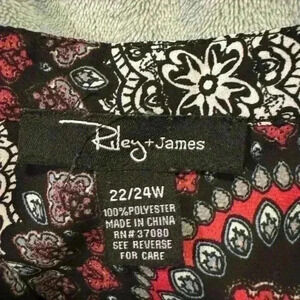 Riley + James
22/24W
100% POLYESTER
MADE IN CHINA
RN# 37080
SEE REVERSE
FOR CARE